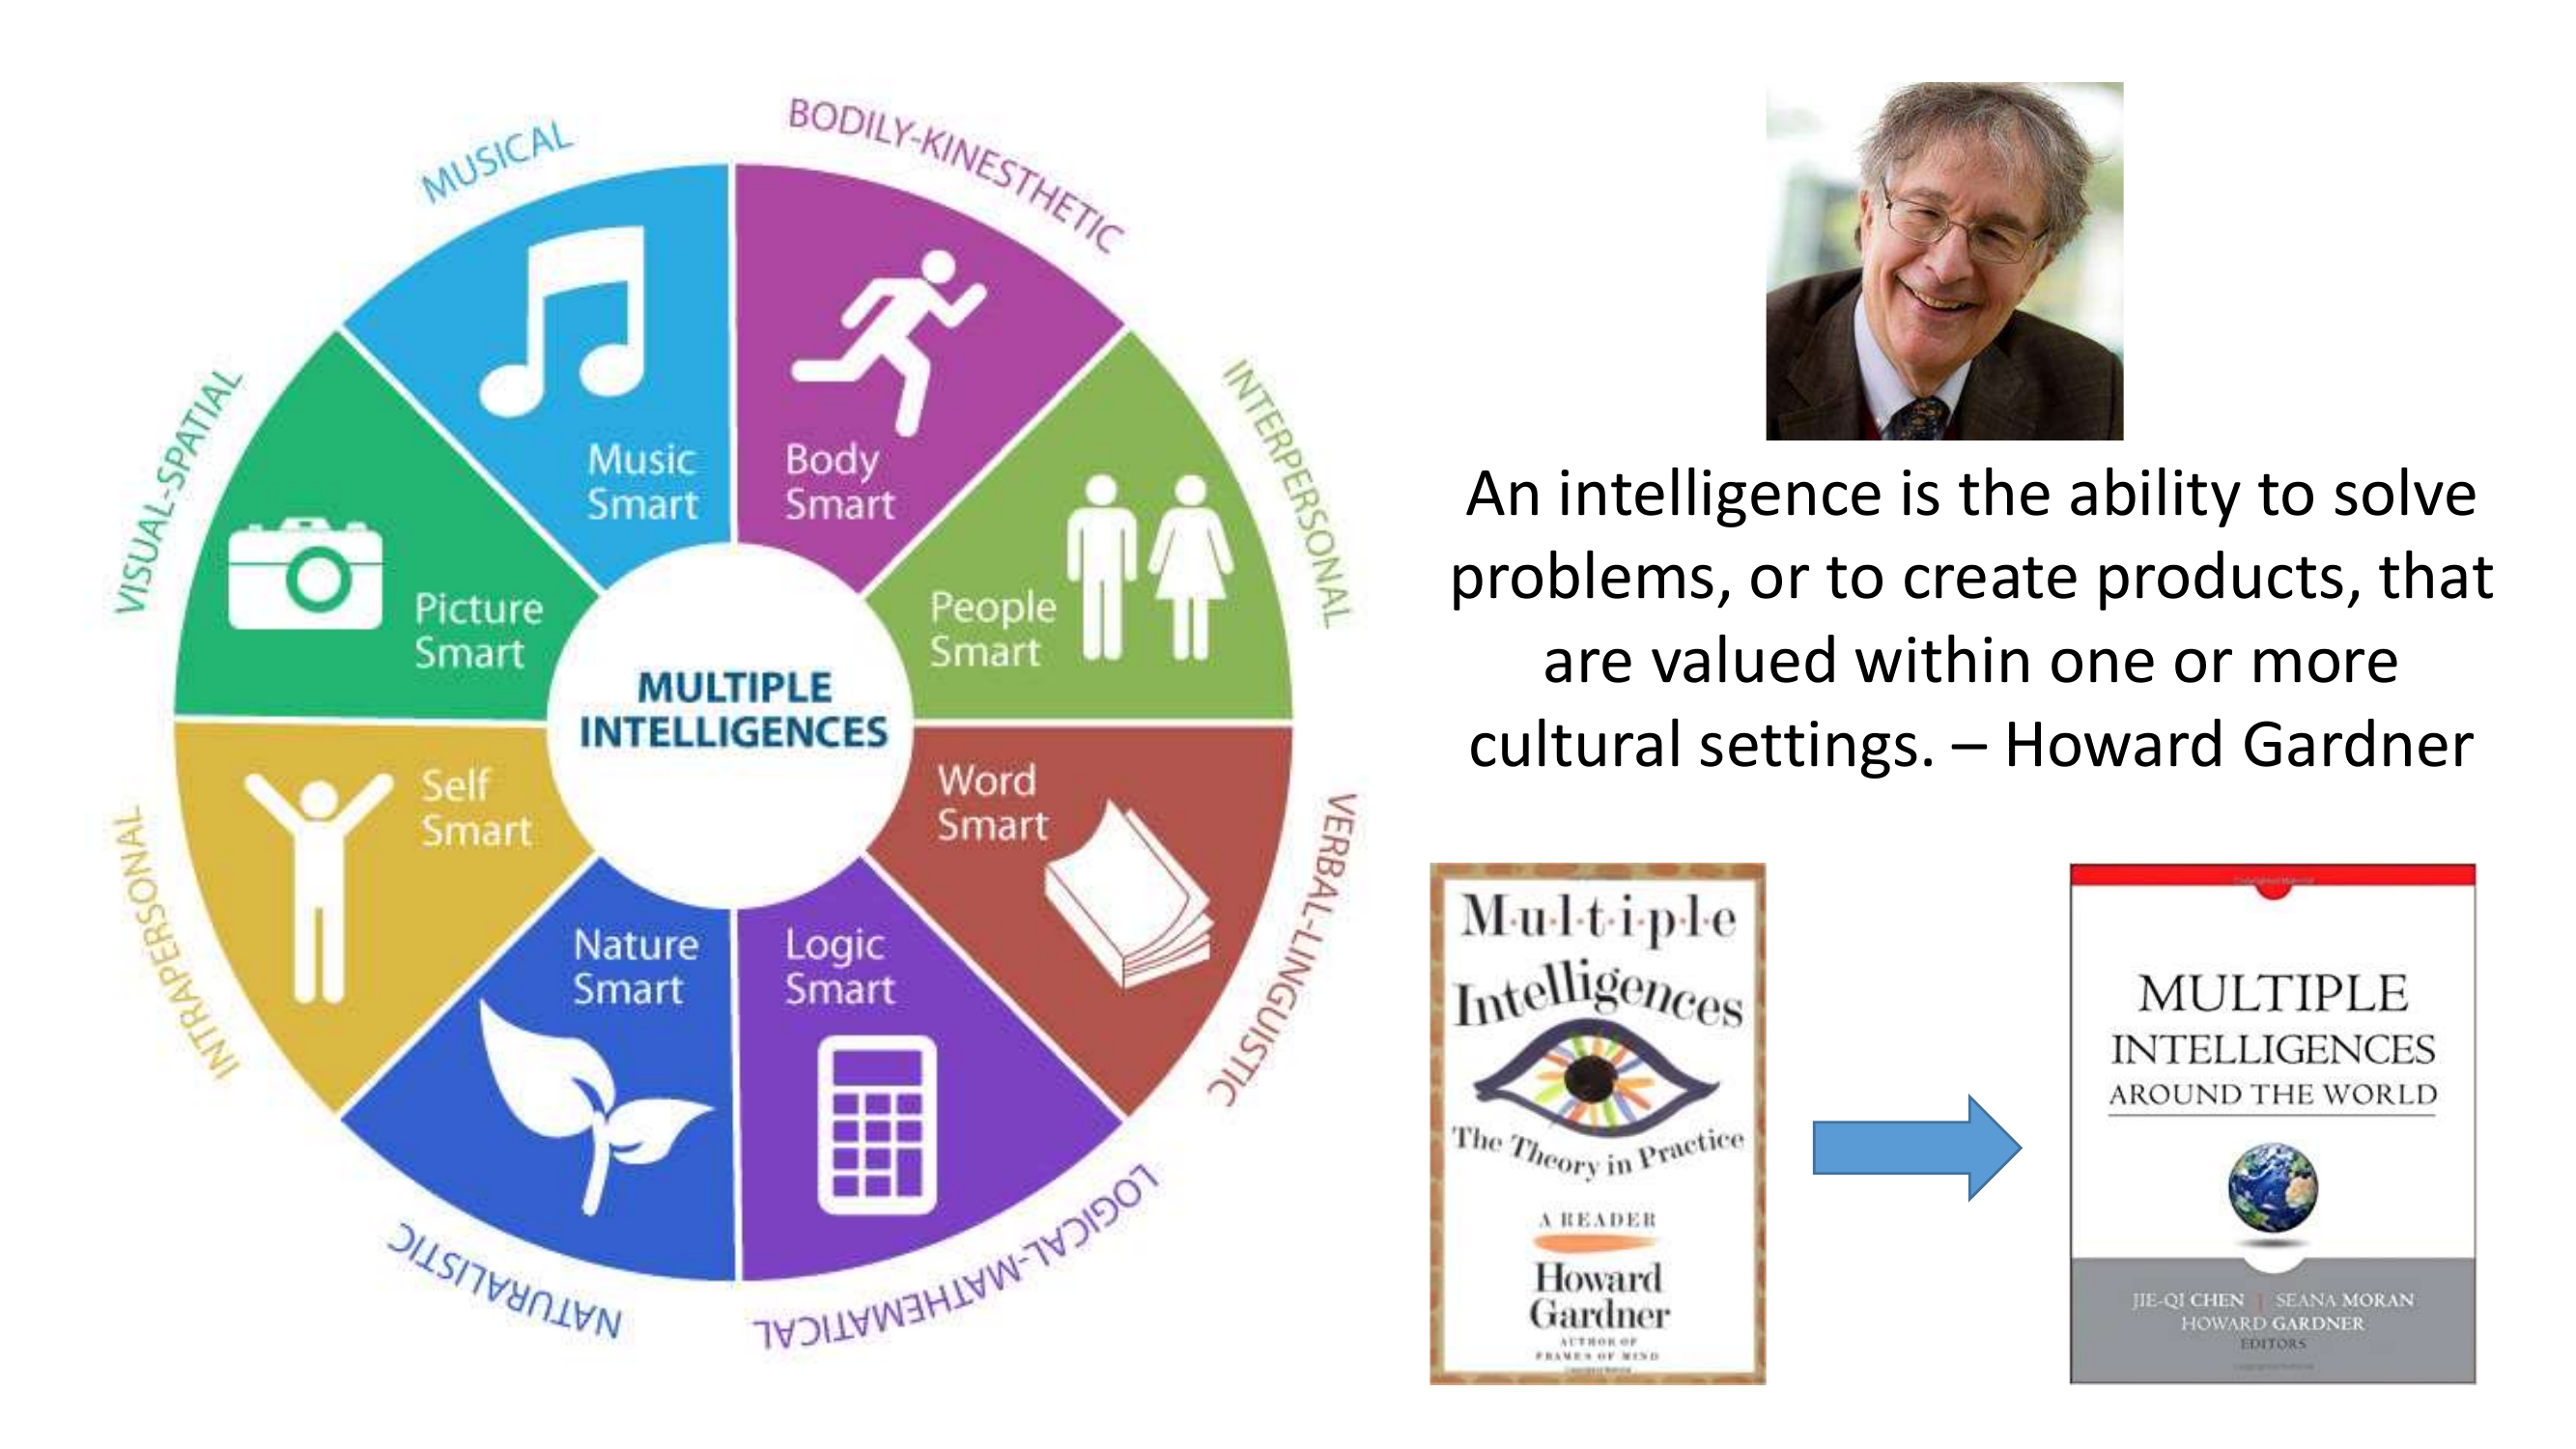 MUSICAL
BODILY-KINESTHETIC
INTERPERSONAL
VERBAL-LINGUISTIC
LOGICAL-MATHEMATICAL
NATURALISTIC
INTRAPERSONAL
VISUAL-SPATIAL
Music
Smart
Body
Smart
People
Smart
Word
Smart
Logic
Smart
Nature
Smart
Self
Smart
Picture
Smart
MULTIPLE
INTELLIGENCES
An intelligence is the ability to solve
problems, or to create products, that
are valued within one or more
cultural settings. – Howard Gardner
M·u·l·t·i·p·l·e
Intelligences
The Theory in Practice
A READER
Howard
Gardner
AUTHOR OF
FRAMES OF MIND
MULTIPLE
INTELLIGENCES
AROUND THE WORLD
JIE-QI CHEN | SEANA MORAN
HOWARD GARDNER
EDITORS